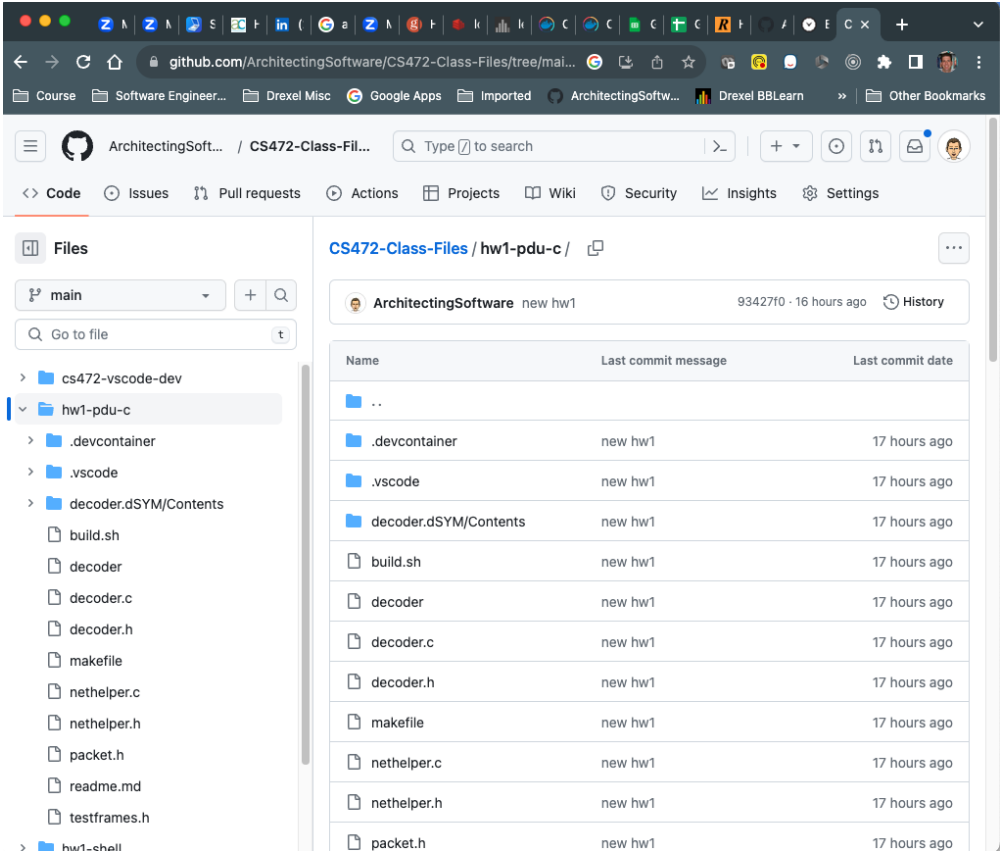 github.com/ArchitectingSoftware/CS472-Class-Files/tree/mai...
Course Software Engineer... Drexel Misc Google Apps Imported ArchitectingSoftw... Drexel BBLearn » Other Bookmarks
ArchitectingSoft... / CS472-Class-Fil... Type / to search
Code Issues Pull requests Actions Projects Wiki Security Insights Settings
Files
main
Go to file t
cs472-vscode-dev
hw1-pdu-c
.devcontainer
.vscode
decoder.dSYM/Contents
build.sh
decoder
decoder.c
decoder.h
makefile
nethelper.c
nethelper.h
packet.h
readme.md
testframes.h
hw1-shell
CS472-Class-Files / hw1-pdu-c /
ArchitectingSoftware new hw1 93427f0 · 16 hours ago History
Name Last commit message Last commit date
..
.devcontainer new hw1 17 hours ago
.vscode new hw1 17 hours ago
decoder.dSYM/Contents new hw1 17 hours ago
build.sh new hw1 17 hours ago
decoder new hw1 17 hours ago
decoder.c new hw1 17 hours ago
decoder.h new hw1 17 hours ago
makefile new hw1 17 hours ago
nethelper.c new hw1 17 hours ago
nethelper.h new hw1 17 hours ago
packet.h new hw1 17 hours ago